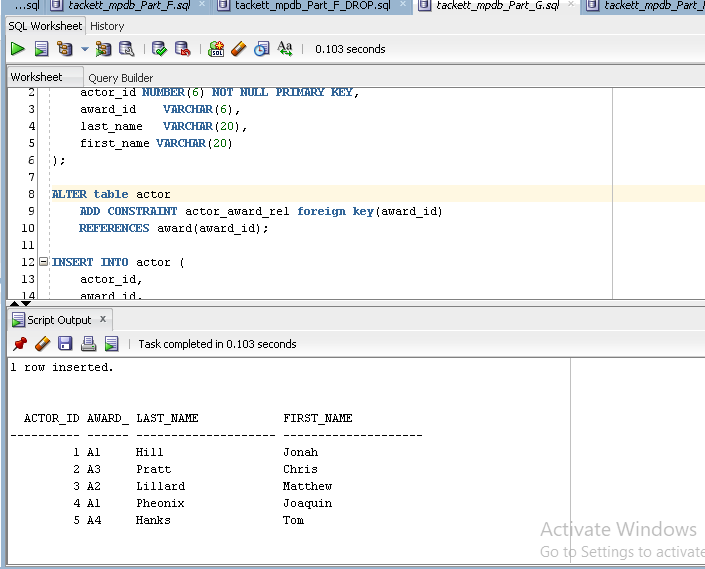 ...sql tackett_mpdb_Part_F.sql tackett_mpdb_Part_F_DROP.sql tackett_mpdb_Part_G.sql tackett_mpdb_Part_
SQL Worksheet History
0.103 seconds
Worksheet Query Builder
2 actor_id NUMBER(6) NOT NULL PRIMARY KEY,
3 award_id VARCHAR(6),
4 last_name VARCHAR(20),
5 first_name VARCHAR(20)
6 );
7
8 ALTER table actor
9 ADD CONSTRAINT actor_award_rel foreign key(award_id)
10 REFERENCES award(award_id);
11
12 INSERT INTO actor (
13 actor_id,
14 award_id,
Script Output x
Task completed in 0.103 seconds
1 row inserted.
ACTOR_ID AWARD_ LAST_NAME FIRST_NAME
---------- ------ -------------------- --------------------
1 A1 Hill Jonah
2 A3 Pratt Chris
3 A2 Lillard Matthew
4 A1 Pheonix Joaquin
5 A4 Hanks Tom
Activate Windows
Go to Settings to activate